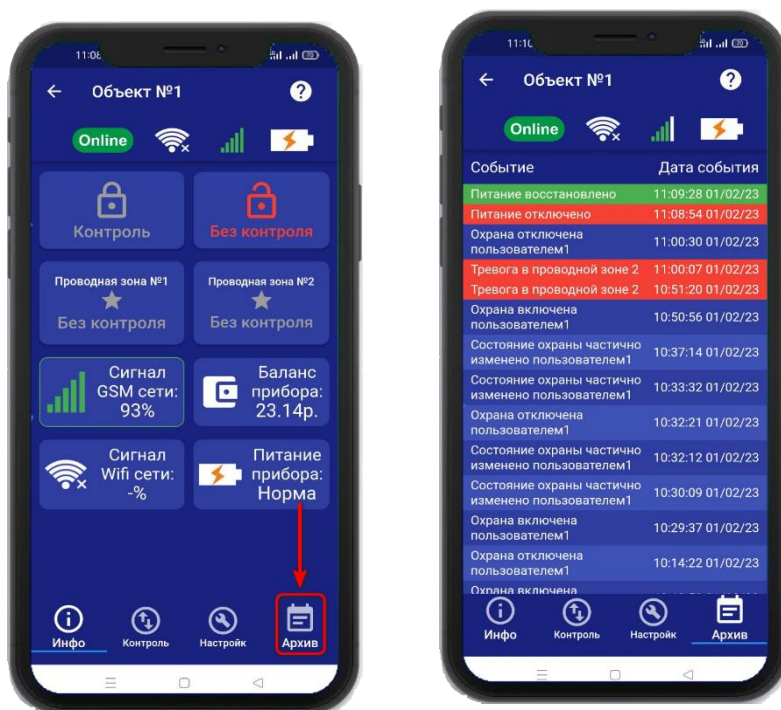 11:08
70
Объект №1
?
Online
Контроль
Без контроля
Проводная зона №1
Проводная зона №2
Без контроля
Без контроля
Сигнал
GSM сети:
93%
Баланс
прибора:
23.14р.
Сигнал
Wifi сети:
-%
Питание
прибора:
Норма
Инфо
Контроль
Настройк
Архив
70
Объект №1
?
Online
Событие Дата события
Питание восстановлено 11:09:28 01/02/23
Питание отключено 11:08:54 01/02/23
Охрана отключена
пользователем1 11:00:30 01/02/23
Тревога в проводной зоне 2 11:00:07 01/02/23
Тревога в проводной зоне 2 10:51:20 01/02/23
Охрана включена
пользователем1 10:50:56 01/02/23
Состояние охраны частично
изменено пользователем1 10:37:14 01/02/23
Состояние охраны частично
изменено пользователем1 10:33:32 01/02/23
Охрана отключена
пользователем1 10:32:21 01/02/23
Состояние охраны частично
изменено пользователем1 10:32:12 01/02/23
Состояние охраны частично
изменено пользователем1 10:30:09 01/02/23
Охрана включена
пользователем1 10:29:37 01/02/23
Охрана отключена
пользователем1 10:14:22 01/02/23
Охрана включена
Инфо
Контроль
Настройк
Архив